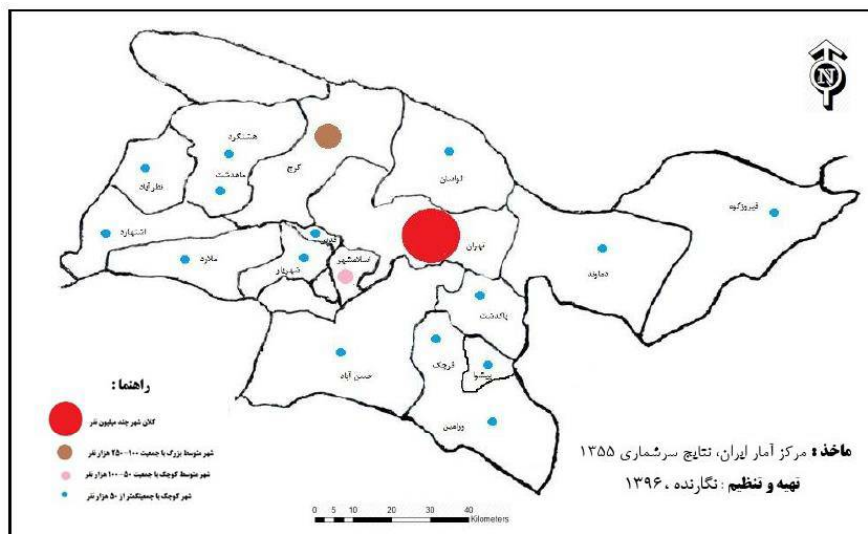 N
هشتگرد
ماهدشت
نظرآباد
کرج
لواسان
فیروزکوه
اشتهارد
ملارد
قدس
شهریار
اسلامشهر
تهران
دماوند
پاکدشت
قرچک
پیشوا
حسن آباد
ورامین
راهنما :
کلان شهر چند میلیون نفر
شهر متوسط بزرگ با جمعیت ۱۰۰-۲۵۰ هزار نفر
شهر متوسط کوچک با جمعیت ۵۰-۱۰۰ هزار نفر
شهر کوچک با جمعیتکمتر از ۵۰ هزار نفر
ماخذ : مرکز آمار ایران، نتایج سرشماری ۱۳۵۵
تهیه و تنظیم : نگارنده ، ۱۳۹۶
0 5 10 20 30 40
Kilometers